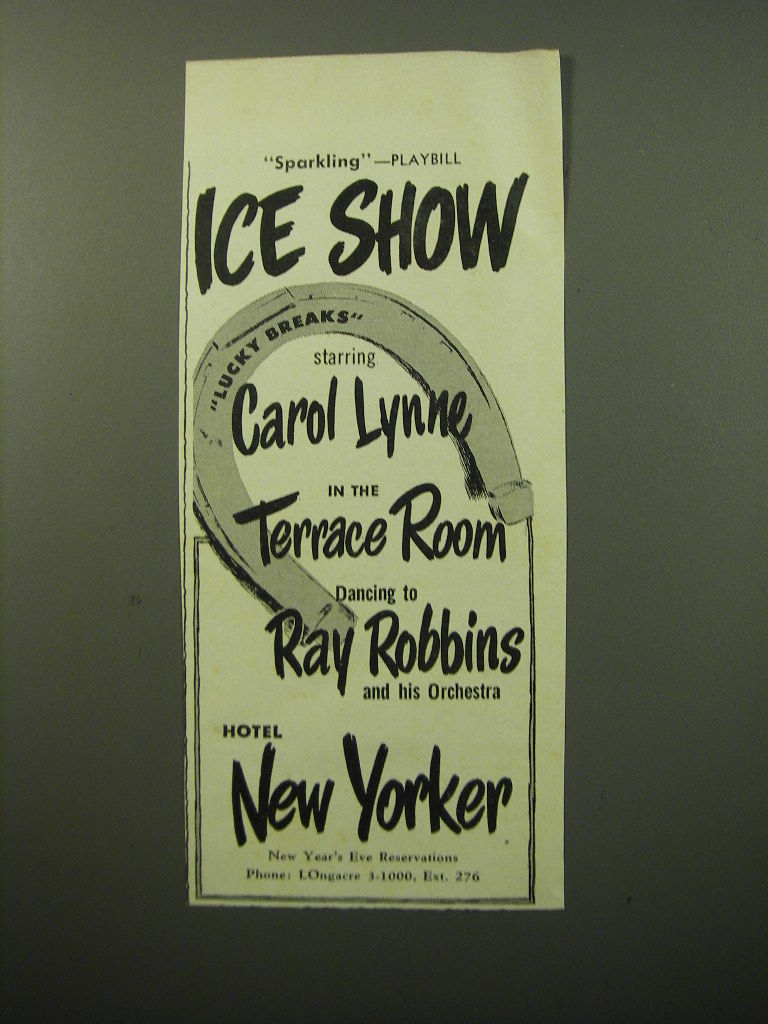 "Sparkling"—PLAYBILL
ICE SHOW
"LUCKY BREAKS"
starring
Carol Lynne
IN THE
Terrace Room
Dancing to
Ray Robbins
and his Orchestra
HOTEL
New Yorker
New Year's Eve Reservations
Phone: LOngacre 3-1000, Ext. 276